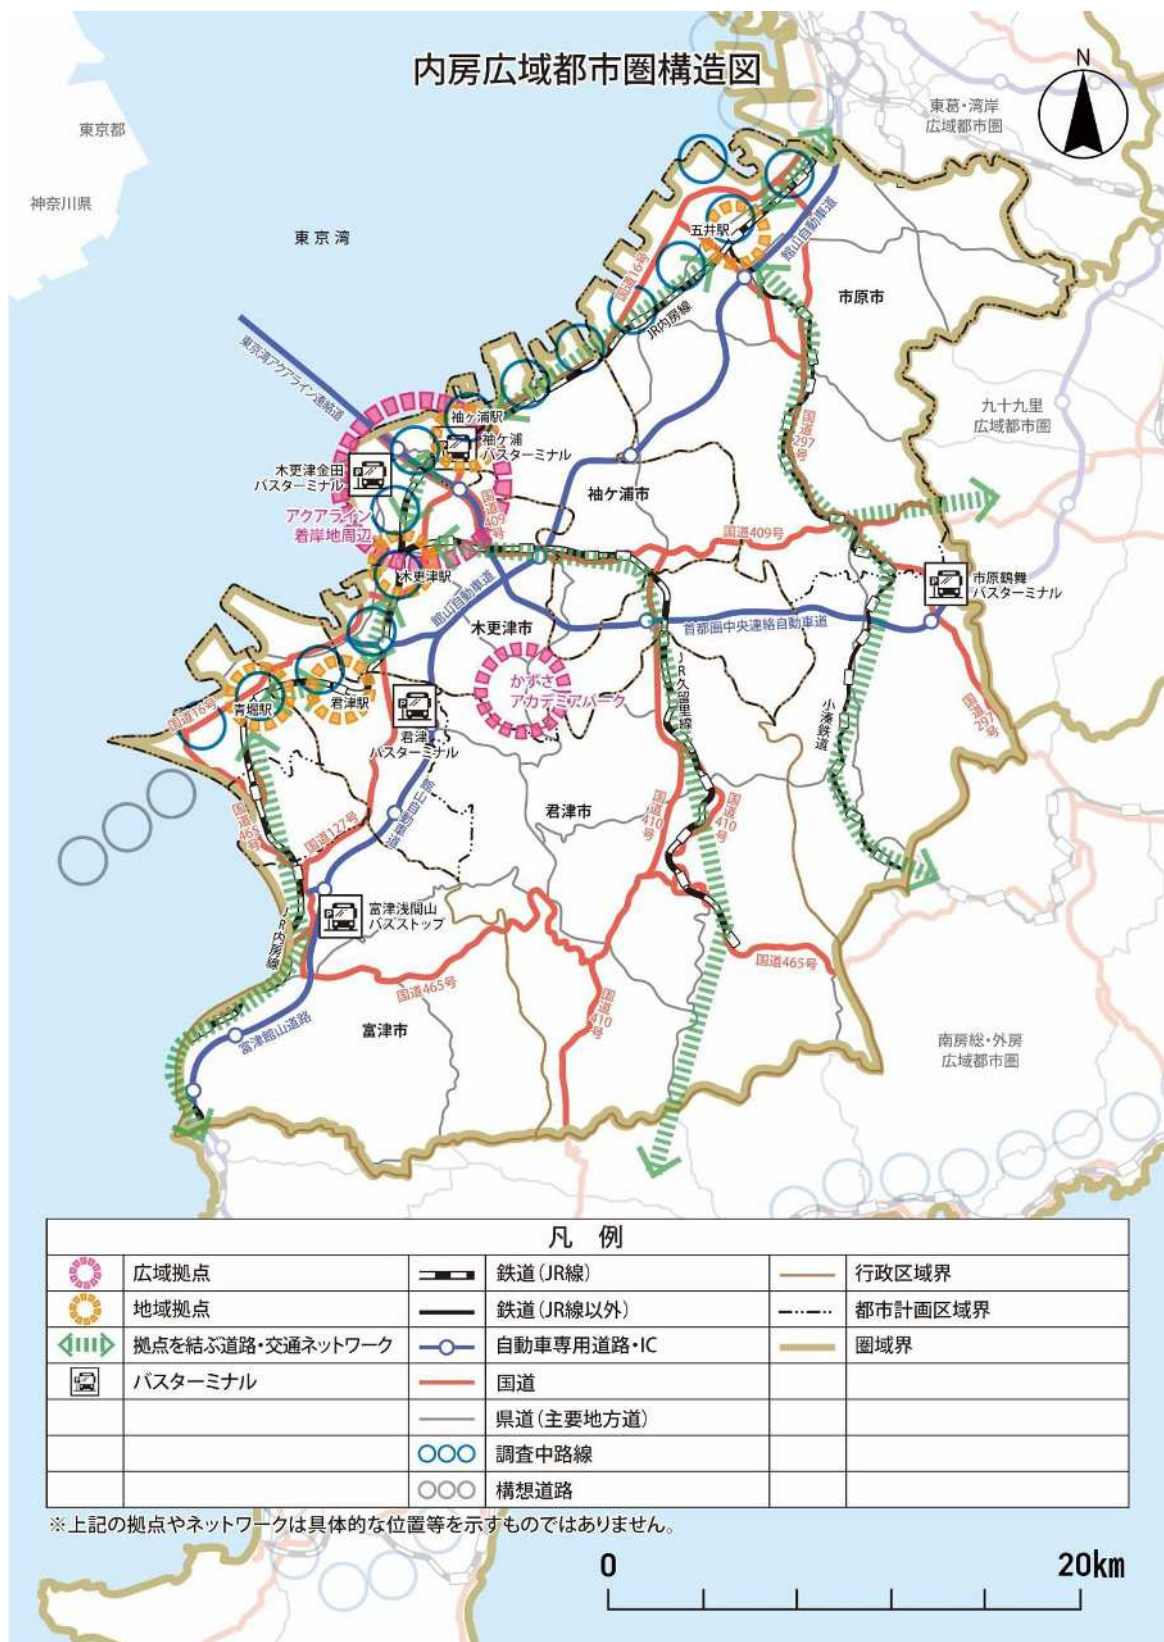 内房広域都市圏構造図
N
東葛・湾岸
広域都市圏
東京都
神奈川県
東京湾
五井駅
館山自動車道
国道16号
市原市
JR内房線
東京湾アクアライン連絡道
九十九里
広域都市圏
国道297号
袖ケ浦駅
袖ケ浦
バスターミナル
木更津金田
バスターミナル
袖ケ浦市
国道409号
アクアライン
着岸地周辺
国道409号
木更津駅
市原鶴舞
バスターミナル
館山自動車道
木更津市
首都圏中央連絡自動車道
JR久留里線
かずさ
アカデミアパーク
君津駅
青堀駅
国道16号
小湊鉄道
国道297号
君津
バスターミナル
館山自動車道
君津市
国道410号
国道410号
国道465号
国道127号
富津浅間山
バスストップ
JR内房線
国道465号
国道465号
国道410号
富津館山道路
富津市
南房総・外房
広域都市圏
凡 例
広域拠点
鉄道(JR線)
行政区域界
地域拠点
鉄道(JR線以外)
都市計画区域界
拠点を結ぶ道路・交通ネットワーク
自動車専用道路・IC
圏域界
バスターミナル
国道
県道(主要地方道)
調査中路線
構想道路
※上記の拠点やネットワークは具体的な位置等を示すものではありません。
0 20km